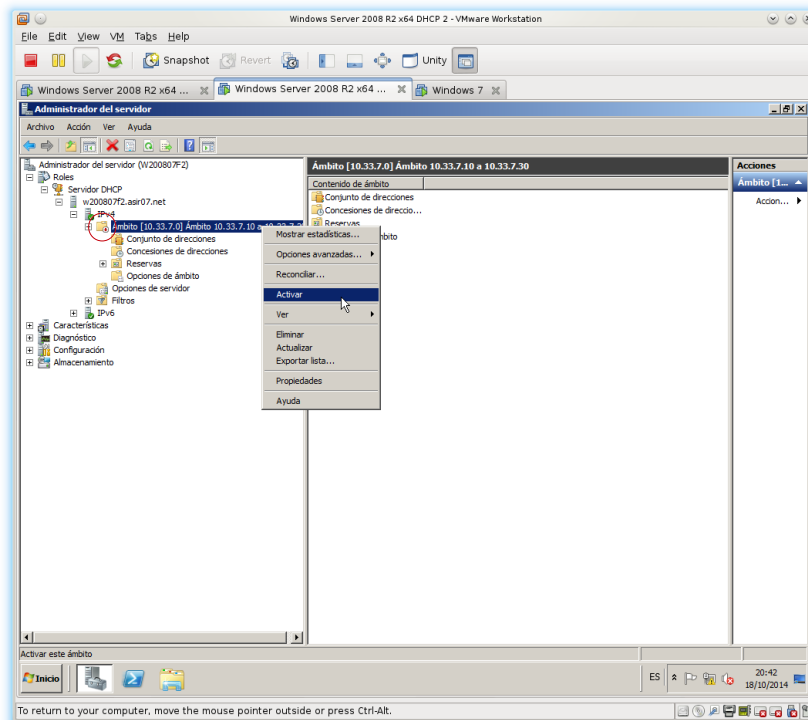 Windows Server 2008 R2 x64 DHCP 2 - VMware Workstation
File Edit View VM Tabs Help
Snapshot Revert Unity
Windows Server 2008 R2 x64 ... Windows Server 2008 R2 x64 ... Windows 7
Administrador del servidor
Archivo Acción Ver Ayuda
Administrador del servidor (W200807F2)
Roles
Servidor DHCP
w200807f2.asir07.net
IPv4
Ámbito [10.33.7.0] Ámbito 10.33.7.10 a 10.33.7.3
Conjunto de direcciones
Concesiones de direcciones
Reservas
Opciones de ámbito
Opciones de servidor
Filtros
IPv6
Características
Diagnóstico
Configuración
Almacenamiento
Ámbito [10.33.7.0] Ámbito 10.33.7.10 a 10.33.7.30
Contenido de ámbito
Conjunto de direcciones
Concesiones de direccio...
Reservas
mbito
Mostrar estadísticas...
Opciones avanzadas...
Reconciliar...
Activar
Ver
Eliminar
Actualizar
Exportar lista...
Propiedades
Ayuda
Acciones
Ámbito [1...
Accion...
Activar este ámbito
Inicio
ES
20:42
18/10/2014
To return to your computer, move the mouse pointer outside or press Ctrl-Alt.